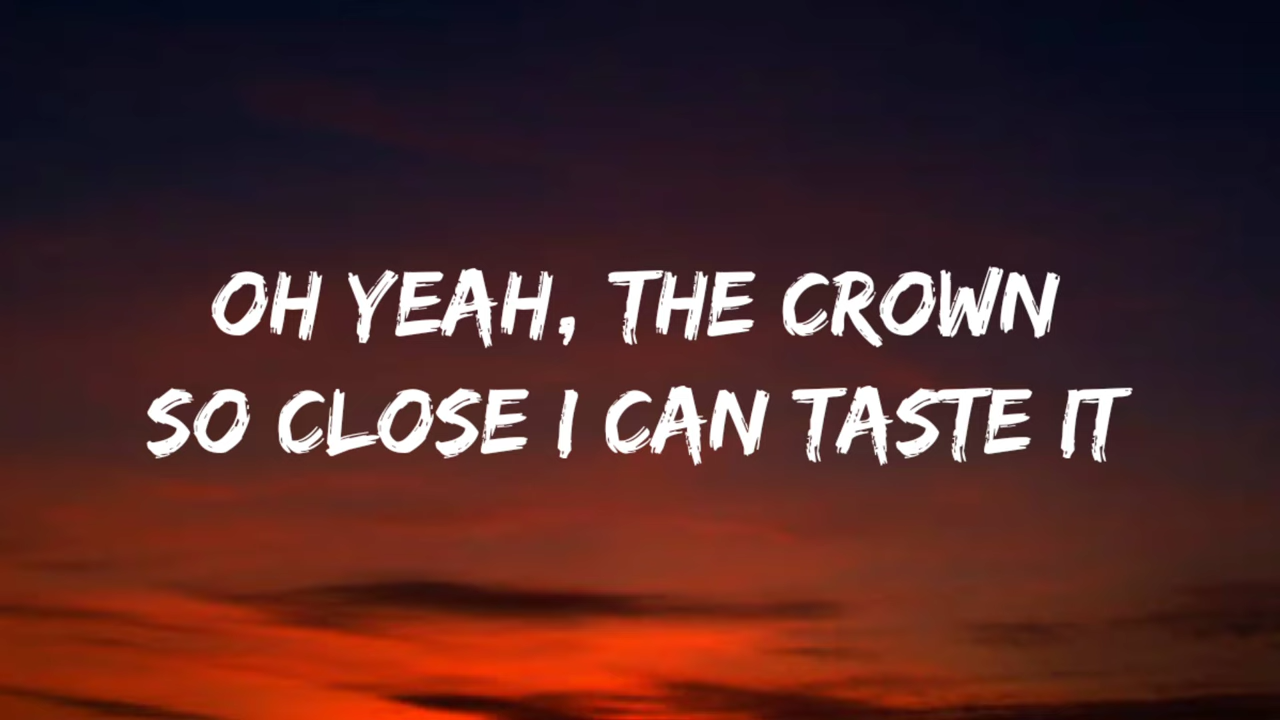 OH YEAH, THE CROWN
SO CLOSE I CAN TASTE IT